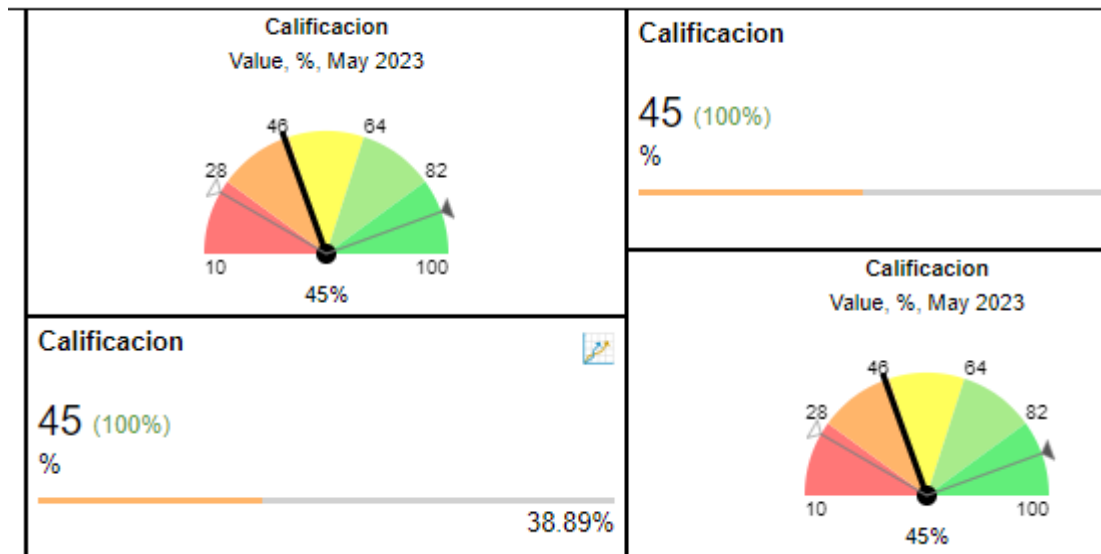 Calificacion
Value, %, May 2023
46 64
28 82
10 100
45%
Calificacion
45 (100%)
%
Calificacion
45 (100%)
%
38.89%
Calificacion
Value, %, May 2023
46 64
28 82
10 100
45%